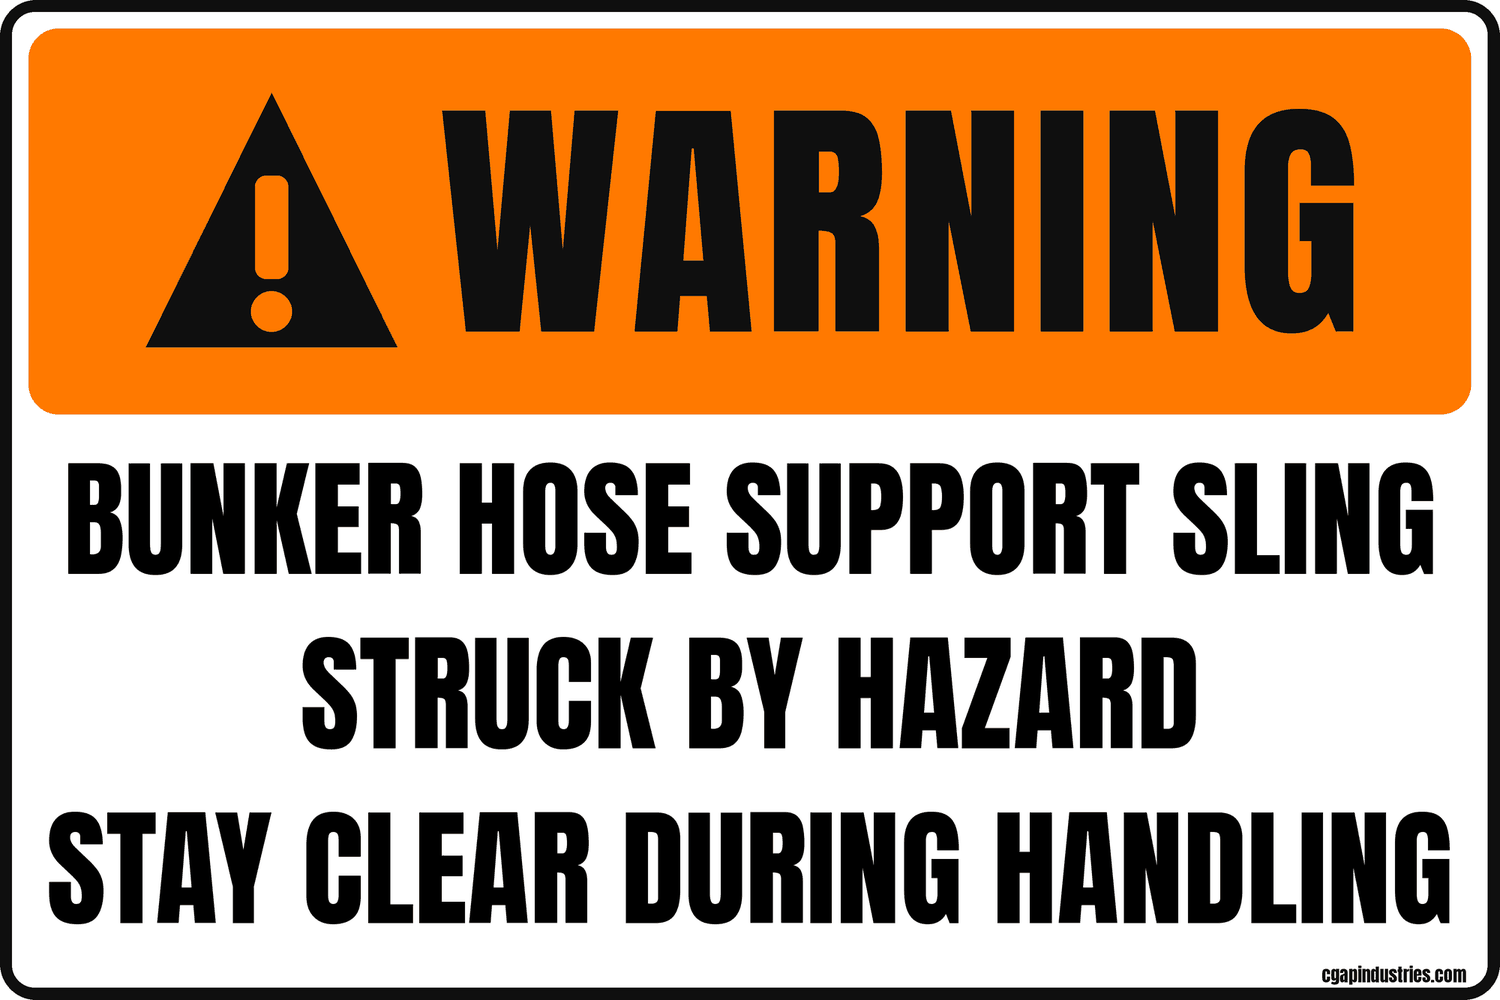 WARNING
BUNKER HOSE SUPPORT SLING
STRUCK BY HAZARD
STAY CLEAR DURING HANDLING
cgapindustries.com